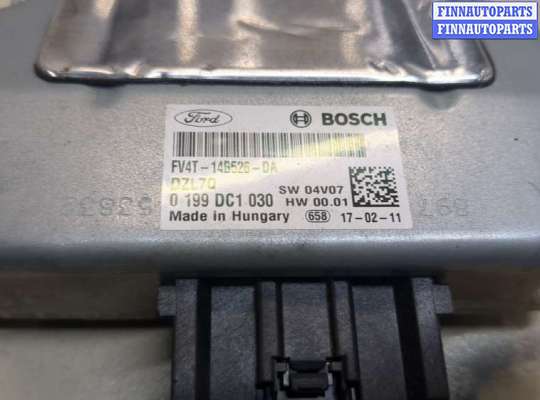 FINNAUTOPARTS
FINNAUTOPARTS
Ford
BOSCH
FV4T-14B526-DA
DZL7Q
0 199 DC1 030
SW 04V07
HW 00.01
Made in Hungary
658
17-02-11